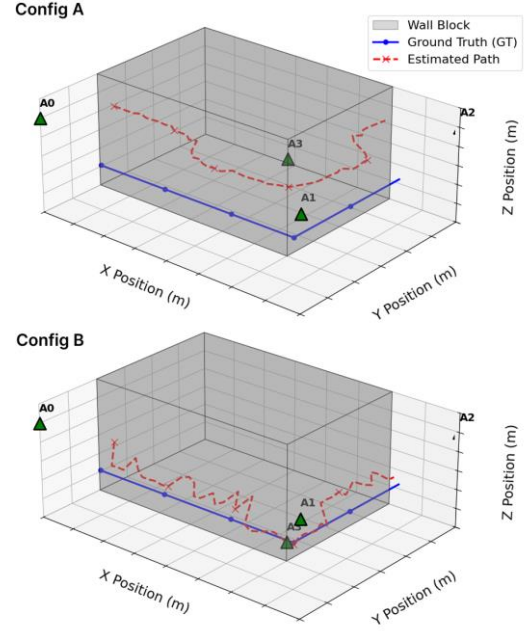 Config A
Wall Block
Ground Truth (GT)
Estimated Path
A0
A2
A3
A1
X Position (m)
Y Position (m)
Z Position (m)
Config B
A0
A2
A1
A3
X Position (m)
Y Position (m)
Z Position (m)